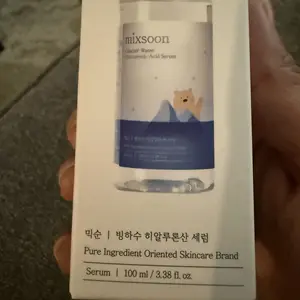 mixsoon
Glacier Water
Hyaluronic Acid Serum
믹순 | 빙하수 히알루론산 세럼
Pure Ingredient Oriented Skincare Brand
Serum | 100 ml / 3.38 fl. oz.